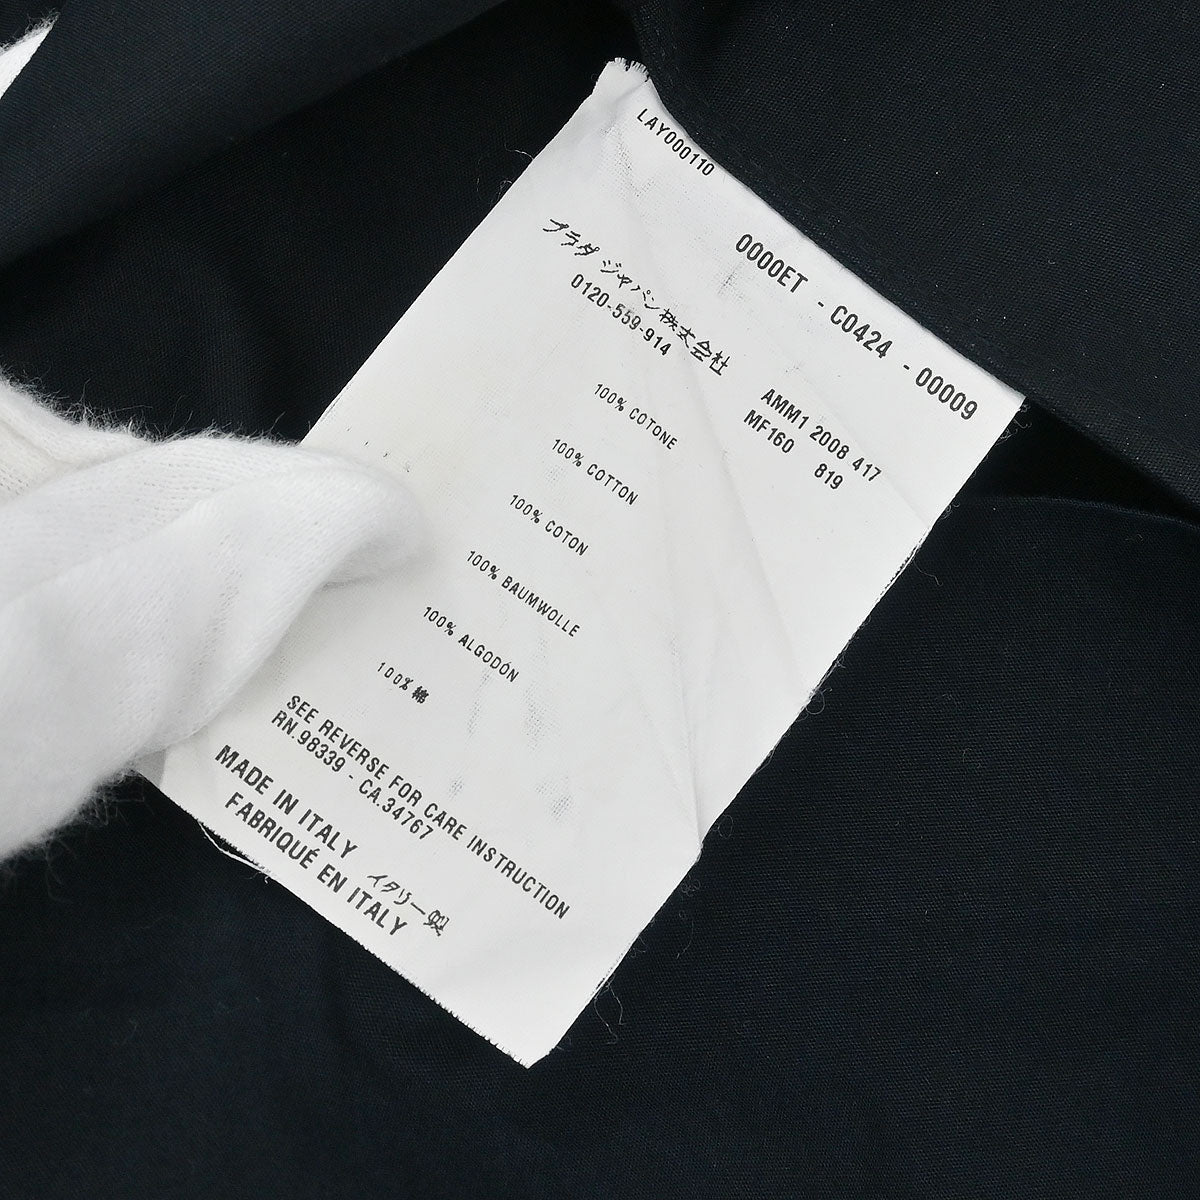 LAY000110
0000ET - C0424 - 00009
プラダ ジャパン株式会社
0120-559-914
AMM1 2008 417
MF160 819
100% COTONE
100% COTTON
100% COTON
100% BAUMWOLLE
100% ALGODÓN
100% 綿
SEE REVERSE FOR CARE INSTRUCTION
RN.98339 - CA.34767
MADE IN ITALY
FABRIQUÉ EN ITALY
イタリー製